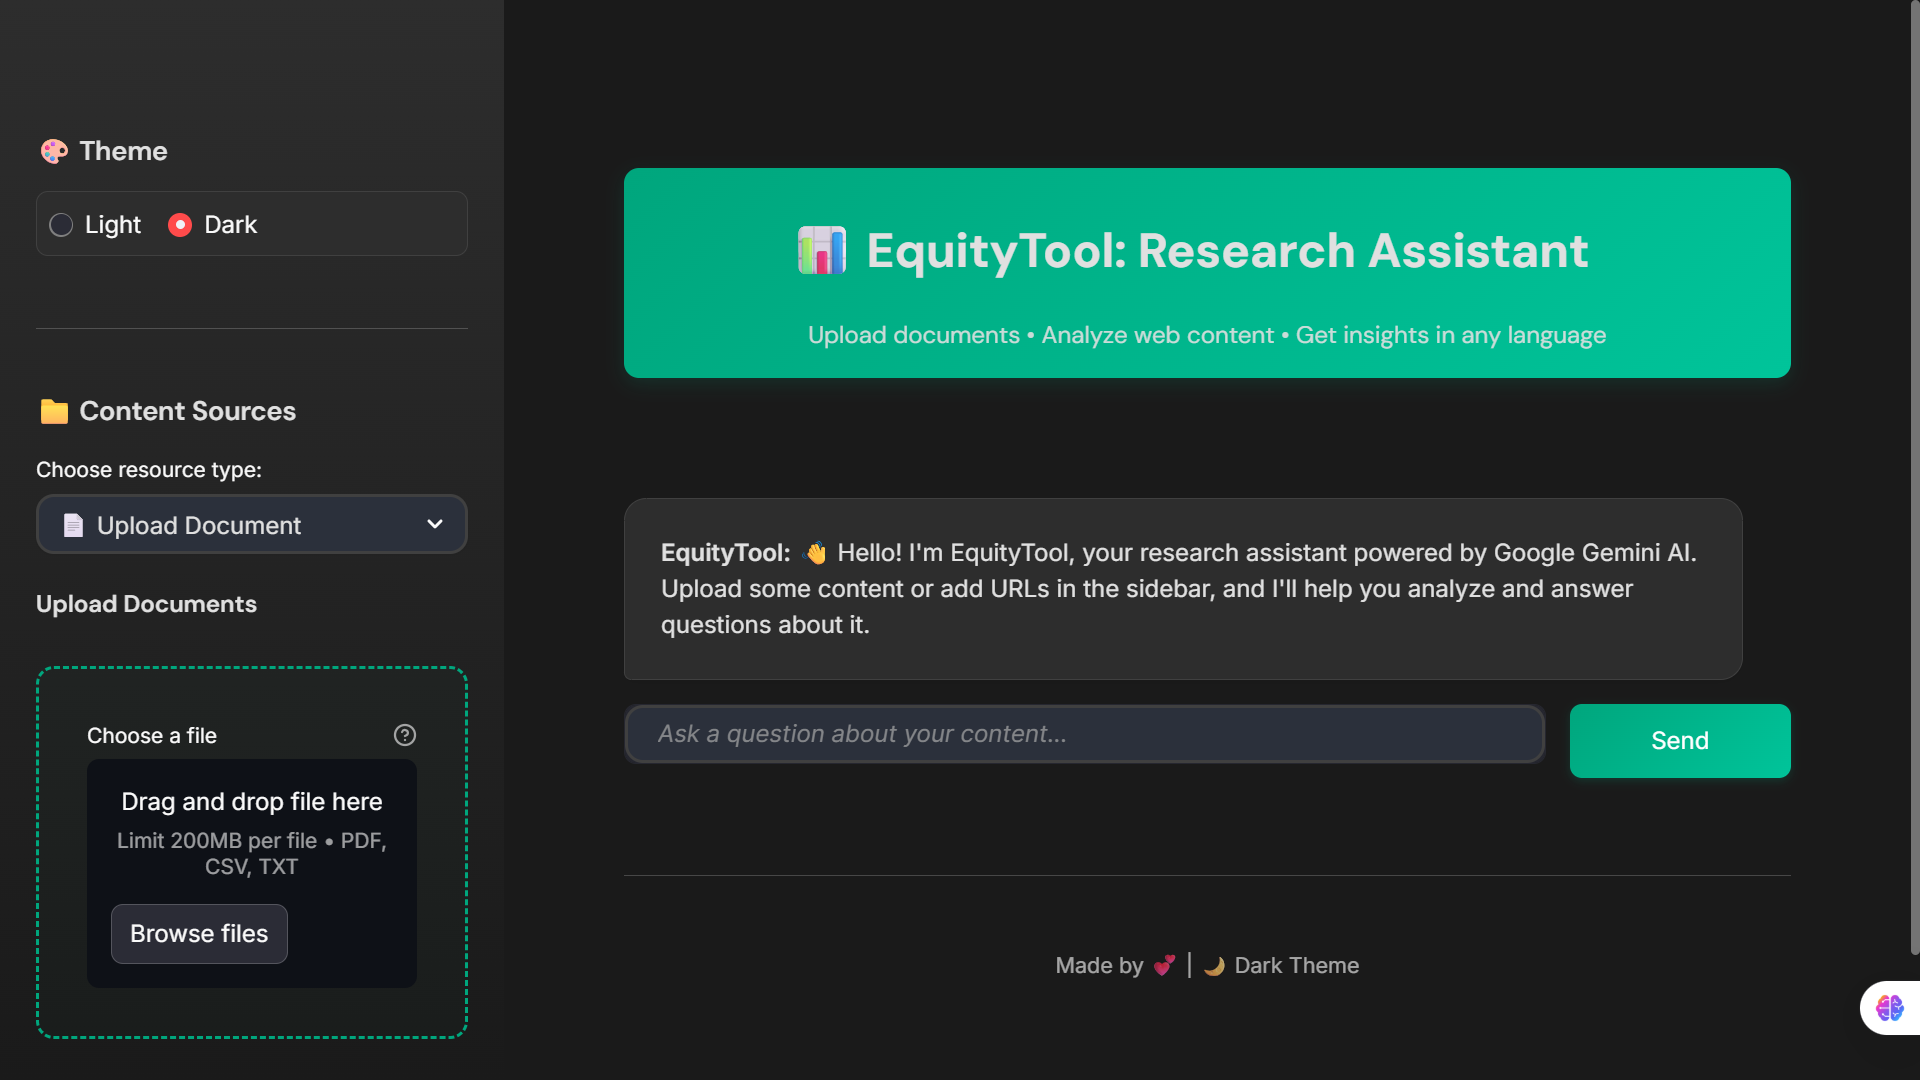 🎨 Theme
Light
Dark
📁 Content Sources
Choose resource type:
📄 Upload Document
Upload Documents
Choose a file
Drag and drop file here
Limit 200MB per file • PDF,
CSV, TXT
Browse files
📊 EquityTool: Research Assistant
Upload documents • Analyze web content • Get insights in any language
EquityTool: 👋 Hello! I'm EquityTool, your research assistant powered by Google Gemini AI.
Upload some content or add URLs in the sidebar, and I'll help you analyze and answer
questions about it.
Ask a question about your content...
Send
Made by 💕 | 🌙 Dark Theme